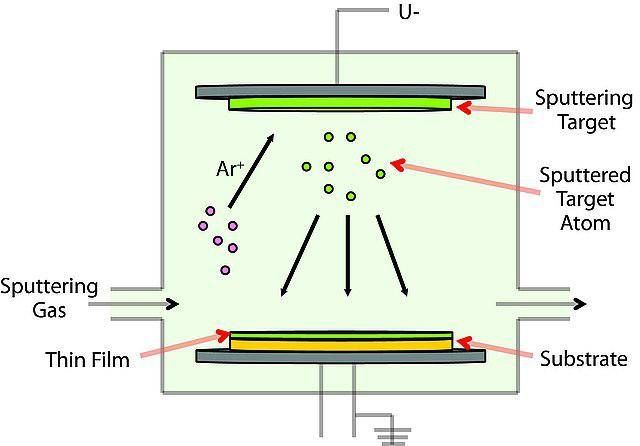 U-
Sputtering
Target
Ar⁺
Sputtered
Target
Atom
Sputtering
Gas
Thin Film
Substrate